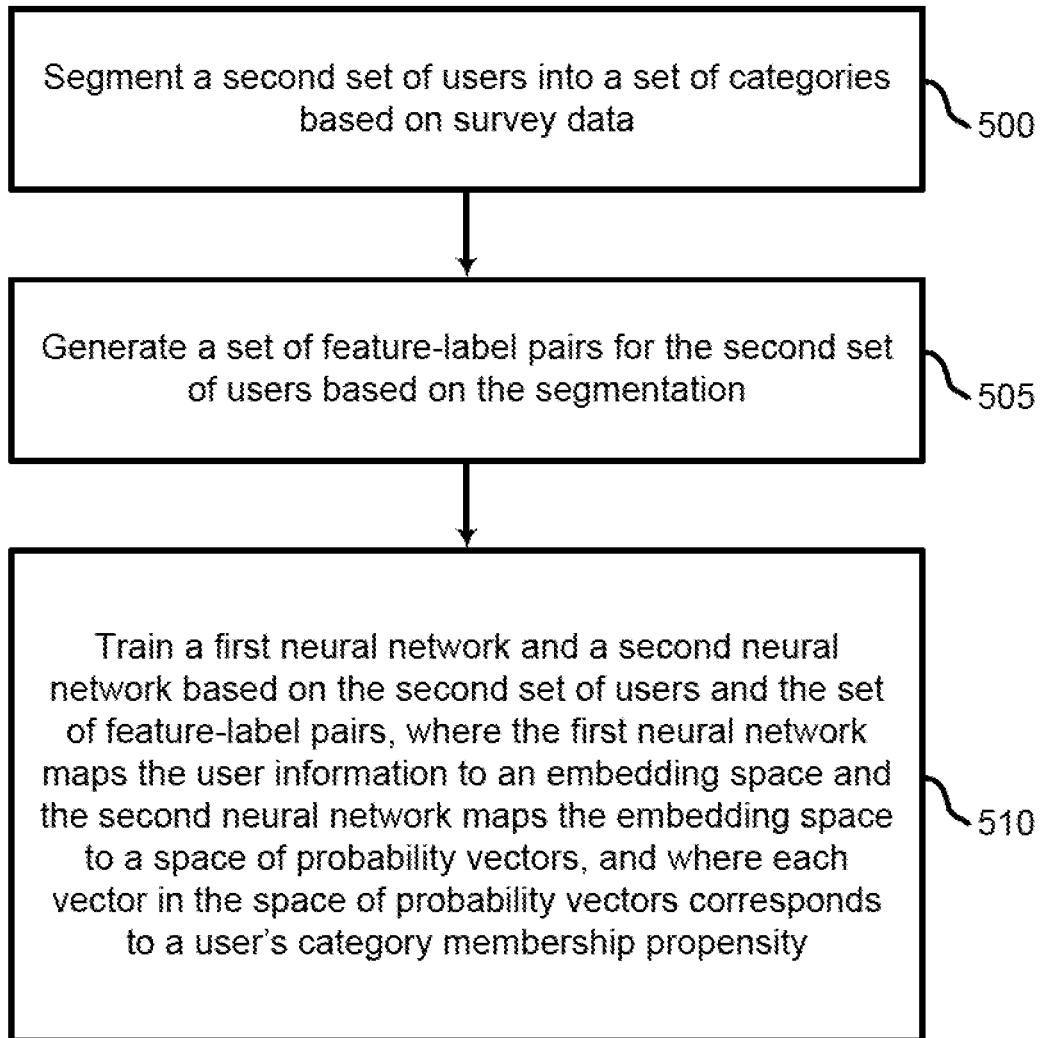 Segment a second set of users into a set of categories
based on survey data
500
Generate a set of feature-label pairs for the second set
of users based on the segmentation
505
Train a first neural network and a second neural
network based on the second set of users and the set
of feature-label pairs, where the first neural network
maps the user information to an embedding space and
the second neural network maps the embedding space
to a space of probability vectors, and where each
vector in the space of probability vectors corresponds
to a user's category membership propensity
510